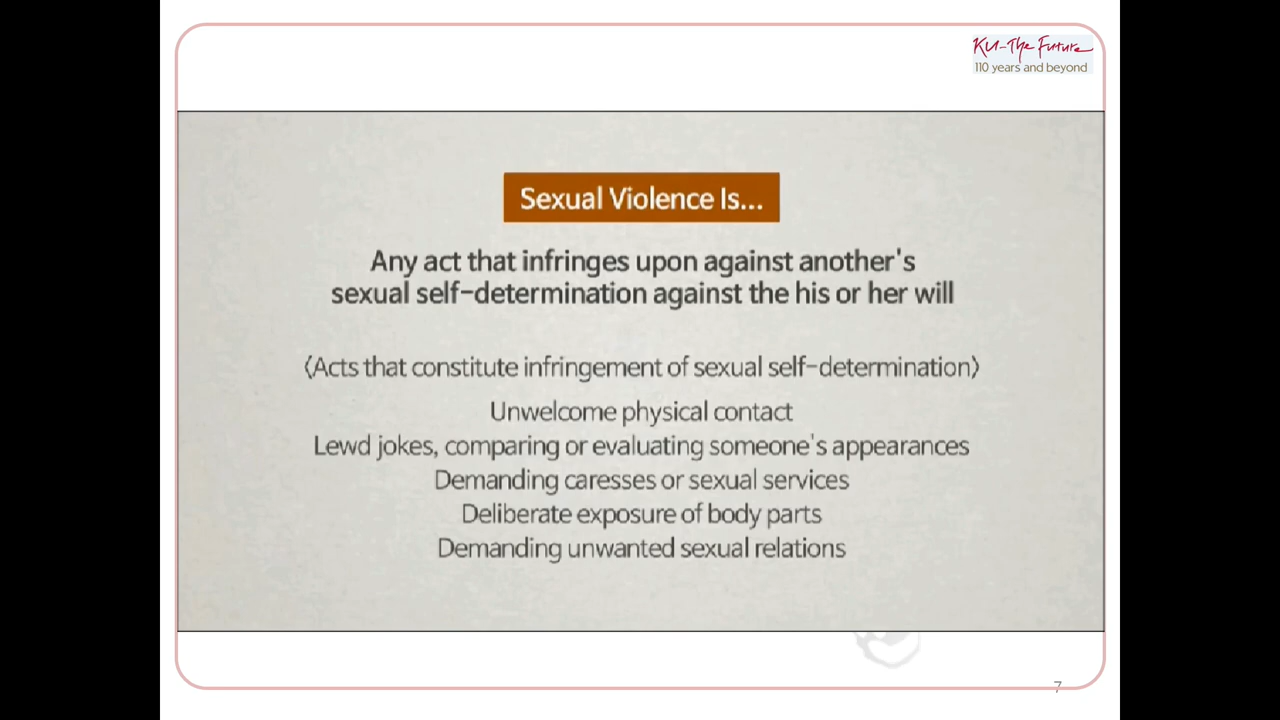 KU-The Future
110 years and beyond
Sexual Violence Is...
Any act that infringes upon against another's
sexual self-determination against the his or her will
〈Acts that constitute infringement of sexual self-determination〉
Unwelcome physical contact
Lewd jokes, comparing or evaluating someone's appearances
Demanding caresses or sexual services
Deliberate exposure of body parts
Demanding unwanted sexual relations
7